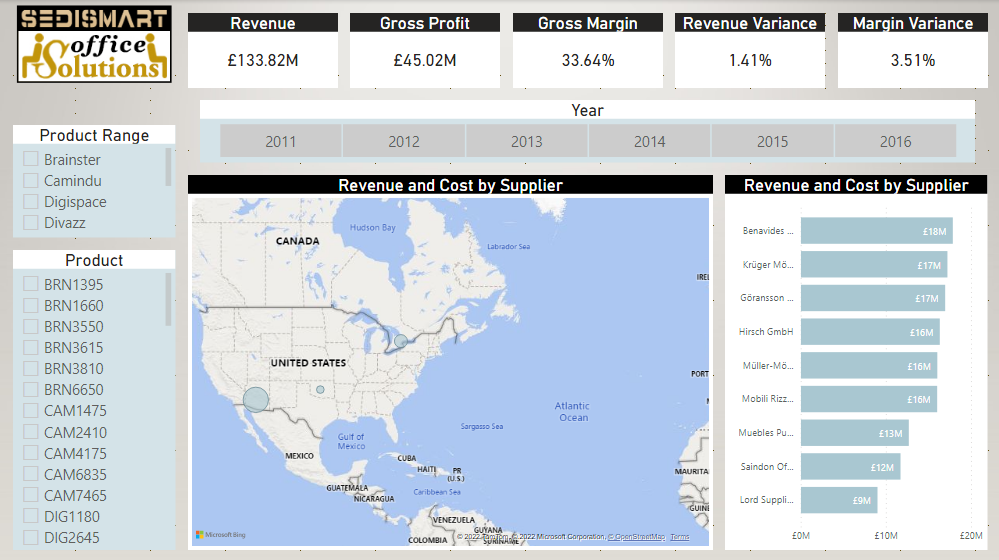 SEDISMART
office
Solutions
Revenue
£133.82M
Gross Profit
£45.02M
Gross Margin
33.64%
Revenue Variance
1.41%
Margin Variance
3.51%
Year
2011 2012 2013 2014 2015 2016
Product Range
Brainster
Camindu
Digispace
Divazz
Product
BRN1395
BRN1660
BRN3550
BRN3615
BRN3810
BRN6650
CAM1475
CAM2410
CAM4175
CAM6835
CAM7465
DIG1180
DIG2645
Revenue and Cost by Supplier
Hudson Bay
CANADA
Labrador Sea
IREL
UNITED STATES
PORT
Atlantic
Ocean
Sargasso Sea
Gulf of
Mexico
MEXICO
CUBA
HAITI
PR
(U.S.)
MAURITA
GUATEMALA
Caribbean Sea
NICARAGUA
GUINE
VENEZUELA
GUYANA
SURINAME
COLOMBIA
Microsoft Bing
© 2022 TomTom, © 2022 Microsoft Corporation, © OpenStreetMap Terms
Revenue and Cost by Supplier
Benavides ... £18M
Krüger Mö... £17M
Göransson ... £17M
Hirsch GmbH £16M
Müller-Mö... £16M
Mobili Rizz... £16M
Muebles Pu... £13M
Saindon Of... £12M
Lord Suppli... £9M
£0M £10M £20M